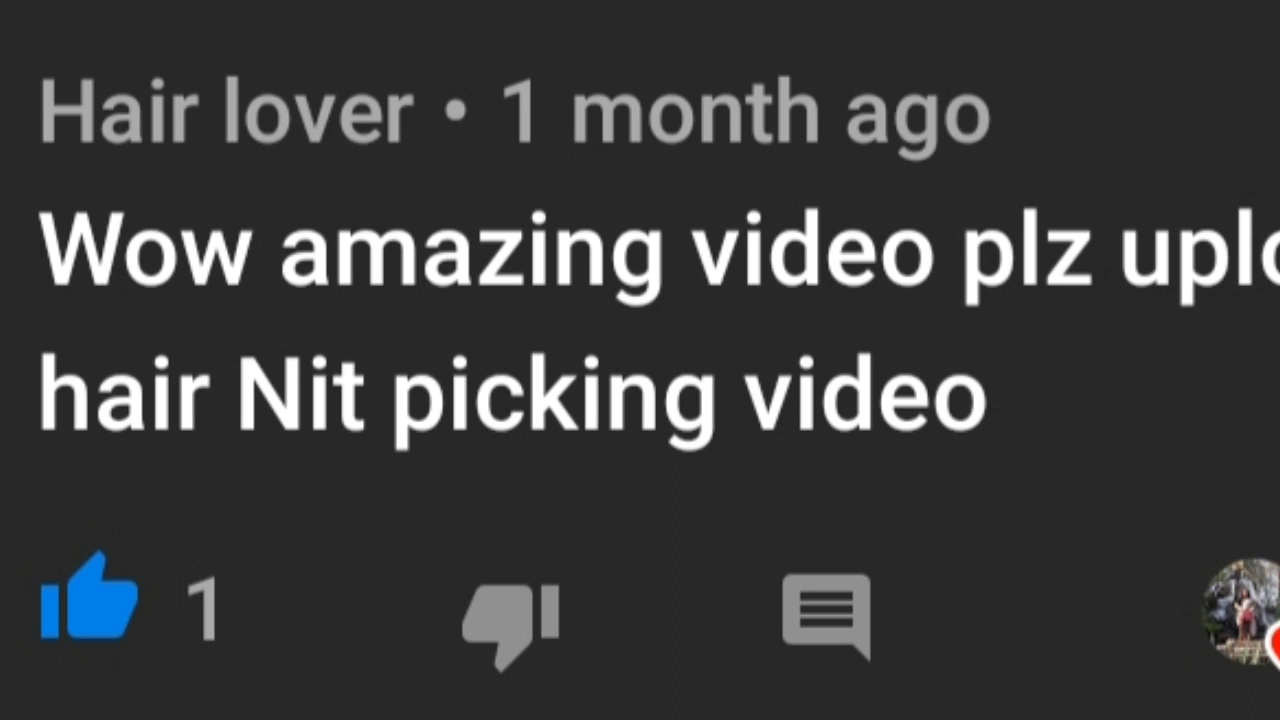 Hair lover • 1 month ago
Wow amazing video plz
hair Nit picking video
1